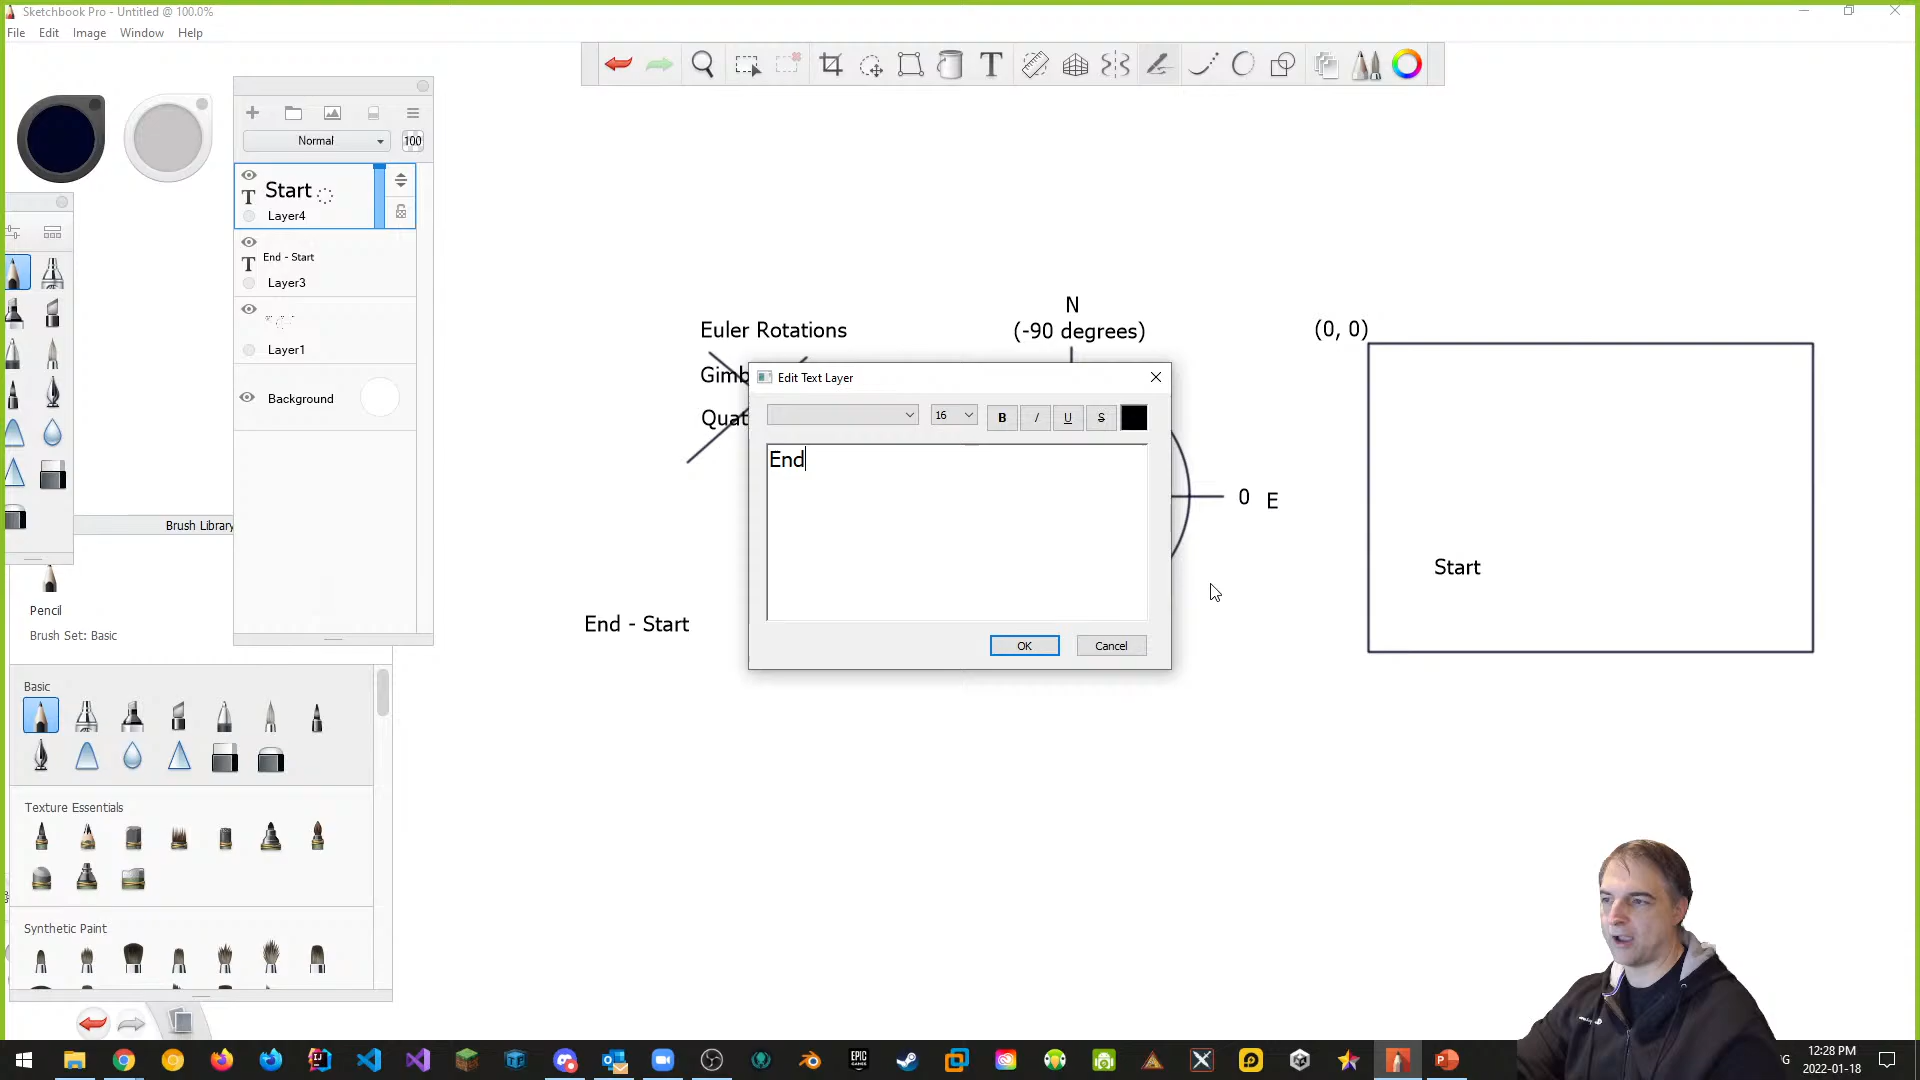 Sketchbook Pro - Untitled @ 100.0%
File Edit Image Window Help
T
Normal
100
T
Start
Layer4
T
End - Start
Layer3
Layer1
Background
Brush Library
Pencil
Brush Set: Basic
Basic
Texture Essentials
Synthetic Paint
Euler Rotations
Gimb
Quat
N
(-90 degrees)
(0, 0)
Edit Text Layer
16
B I U S
End
OK
Cancel
0 E
End - Start
Start
EPIC GAMES
G
12:28 PM
2022-01-18